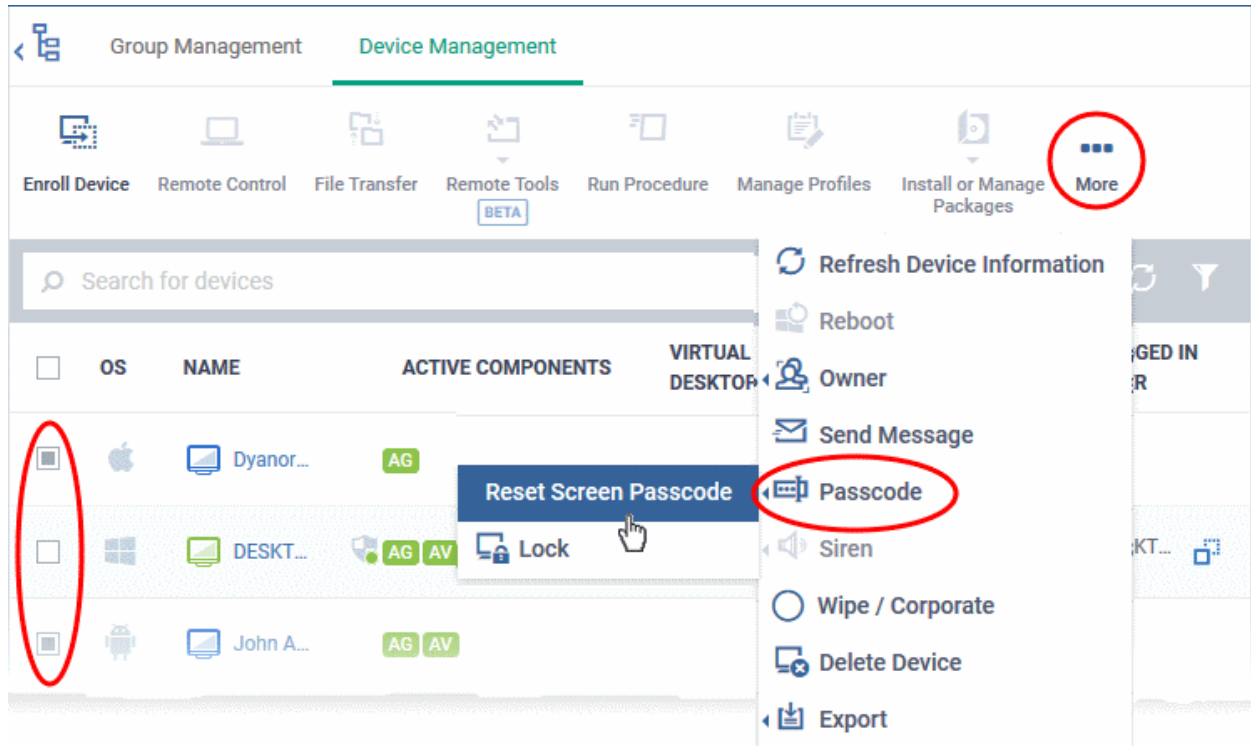 Group Management
Device Management
Enroll Device
Remote Control
File Transfer
Remote Tools
BETA
Run Procedure
Manage Profiles
Install or Manage
Packages
More
Search for devices
Refresh Device Information
Reboot
Owner
Send Message
Passcode
Siren
Wipe / Corporate
Delete Device
Export
Reset Screen Passcode
Lock
OS
NAME
ACTIVE COMPONENTS
VIRTUAL
DESKTOP
GED IN
R
Dyanor...
AG
DESKT...
AG AV
KT...
John A...
AG AV